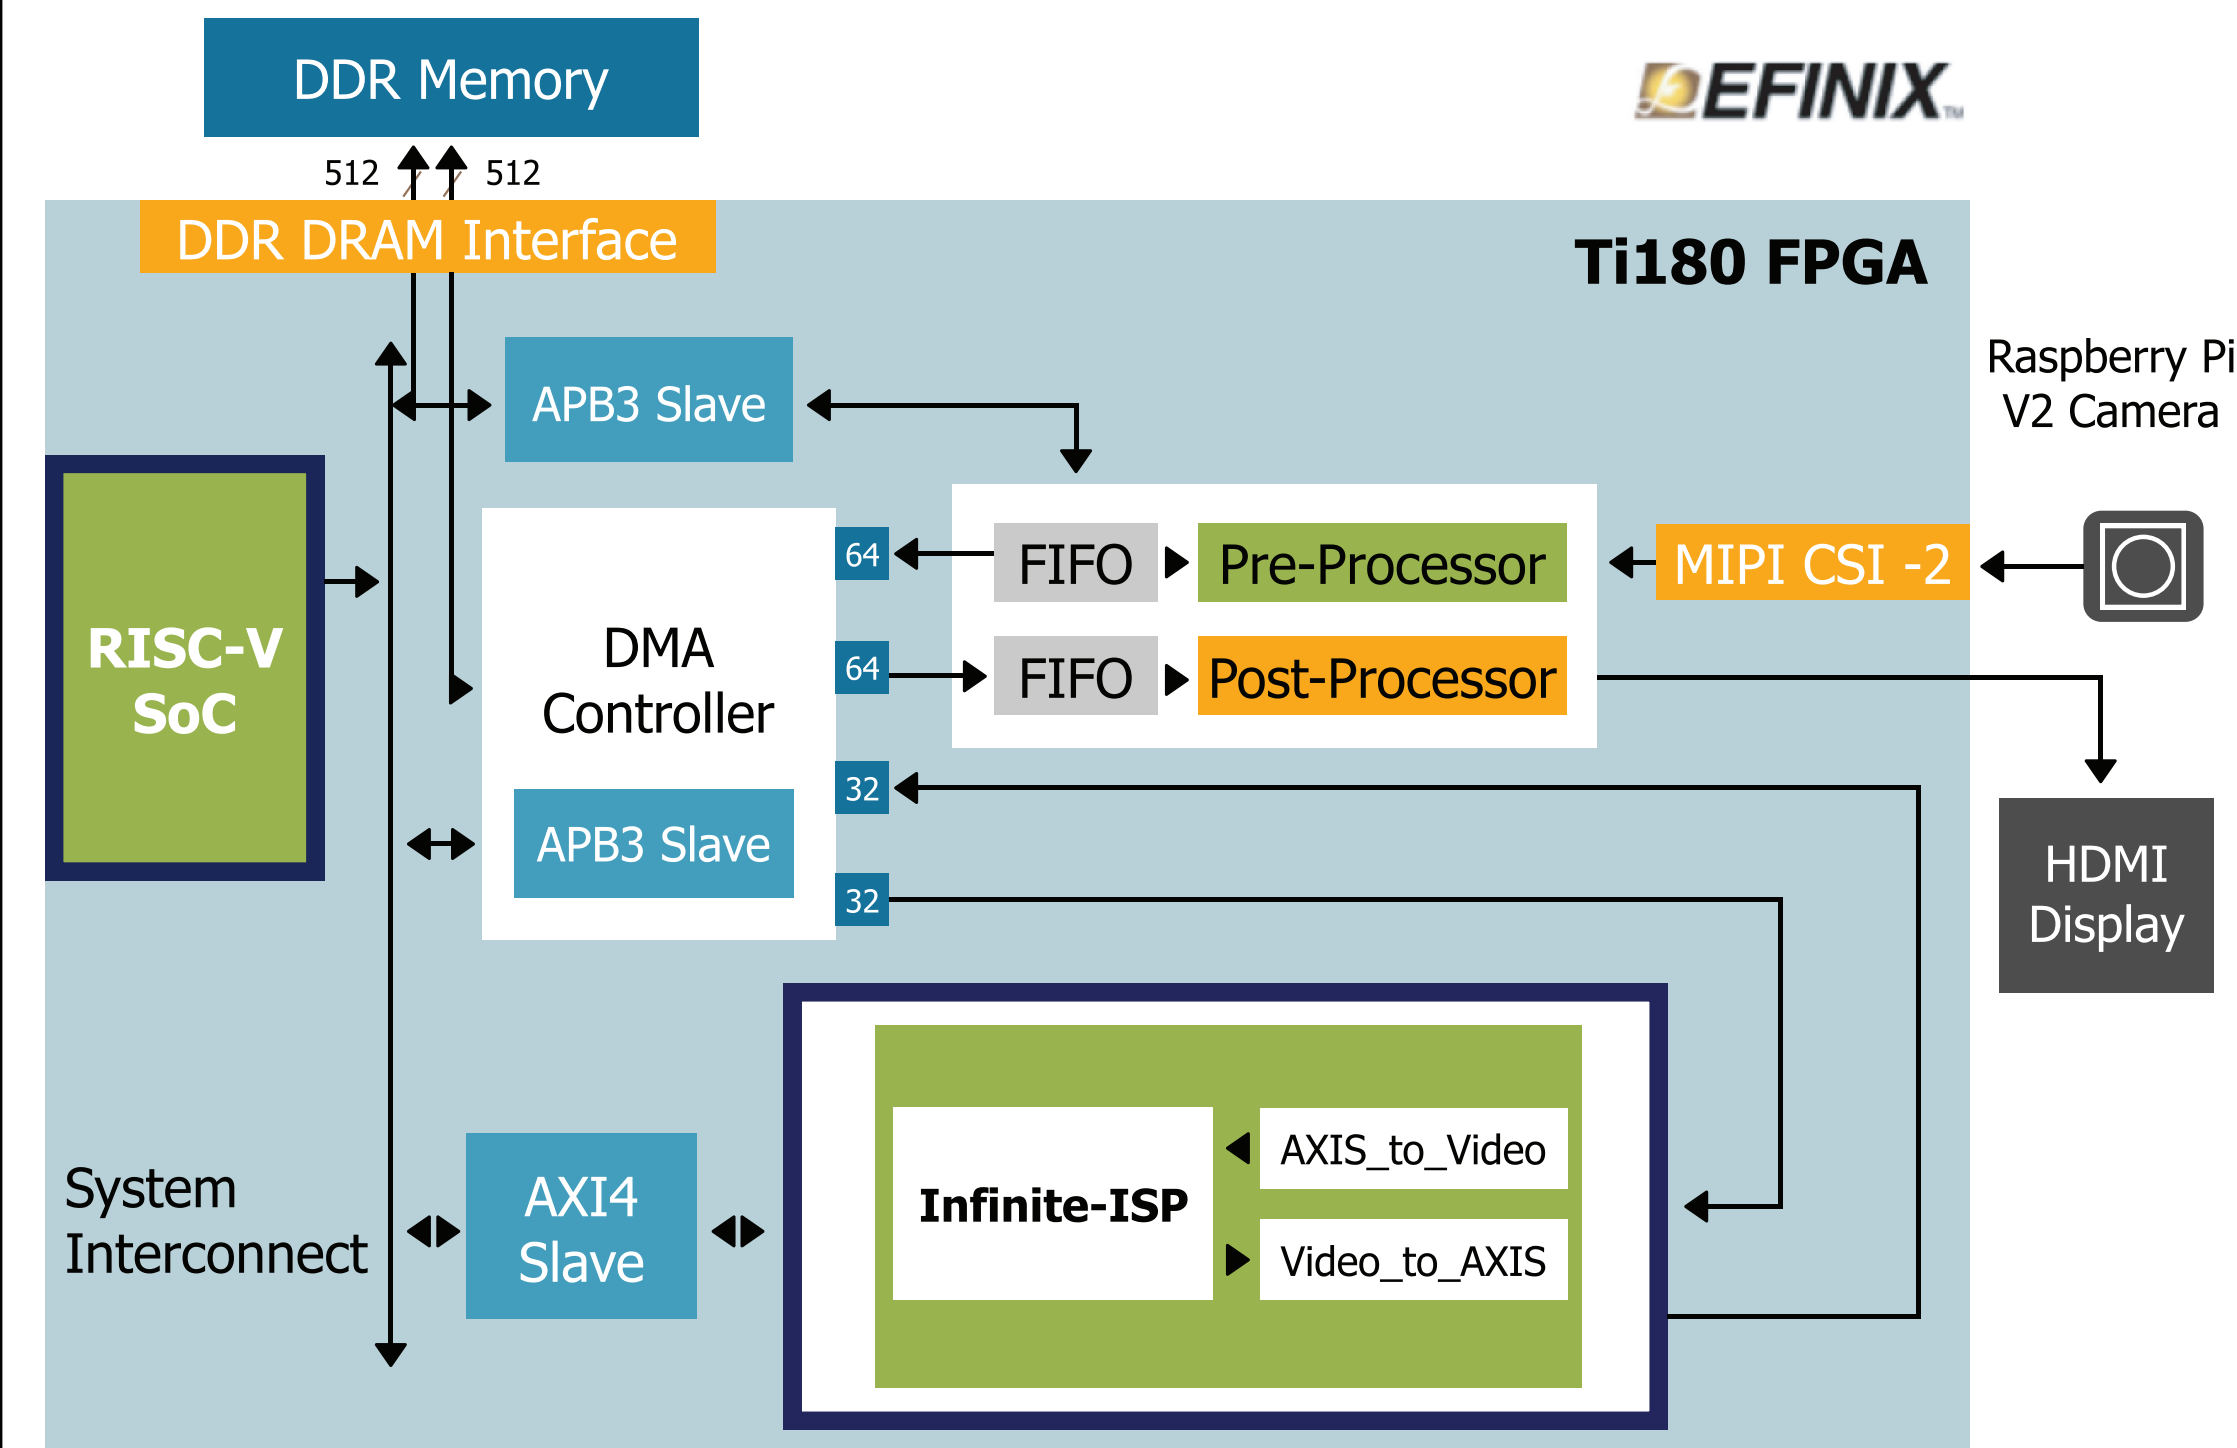 DDR Memory
EFINIX
TM
512
512
DDR DRAM Interface
Ti180 FPGA
APB3 Slave
Raspberry Pi
V2 Camera
RISC-V
SoC
DMA
Controller
64
FIFO
Pre-Processor
MIPI CSI -2
64
FIFO
Post-Processor
32
APB3 Slave
32
HDMI
Display
System
Interconnect
AXI4
Slave
Infinite-ISP
AXIS_to_Video
Video_to_AXIS